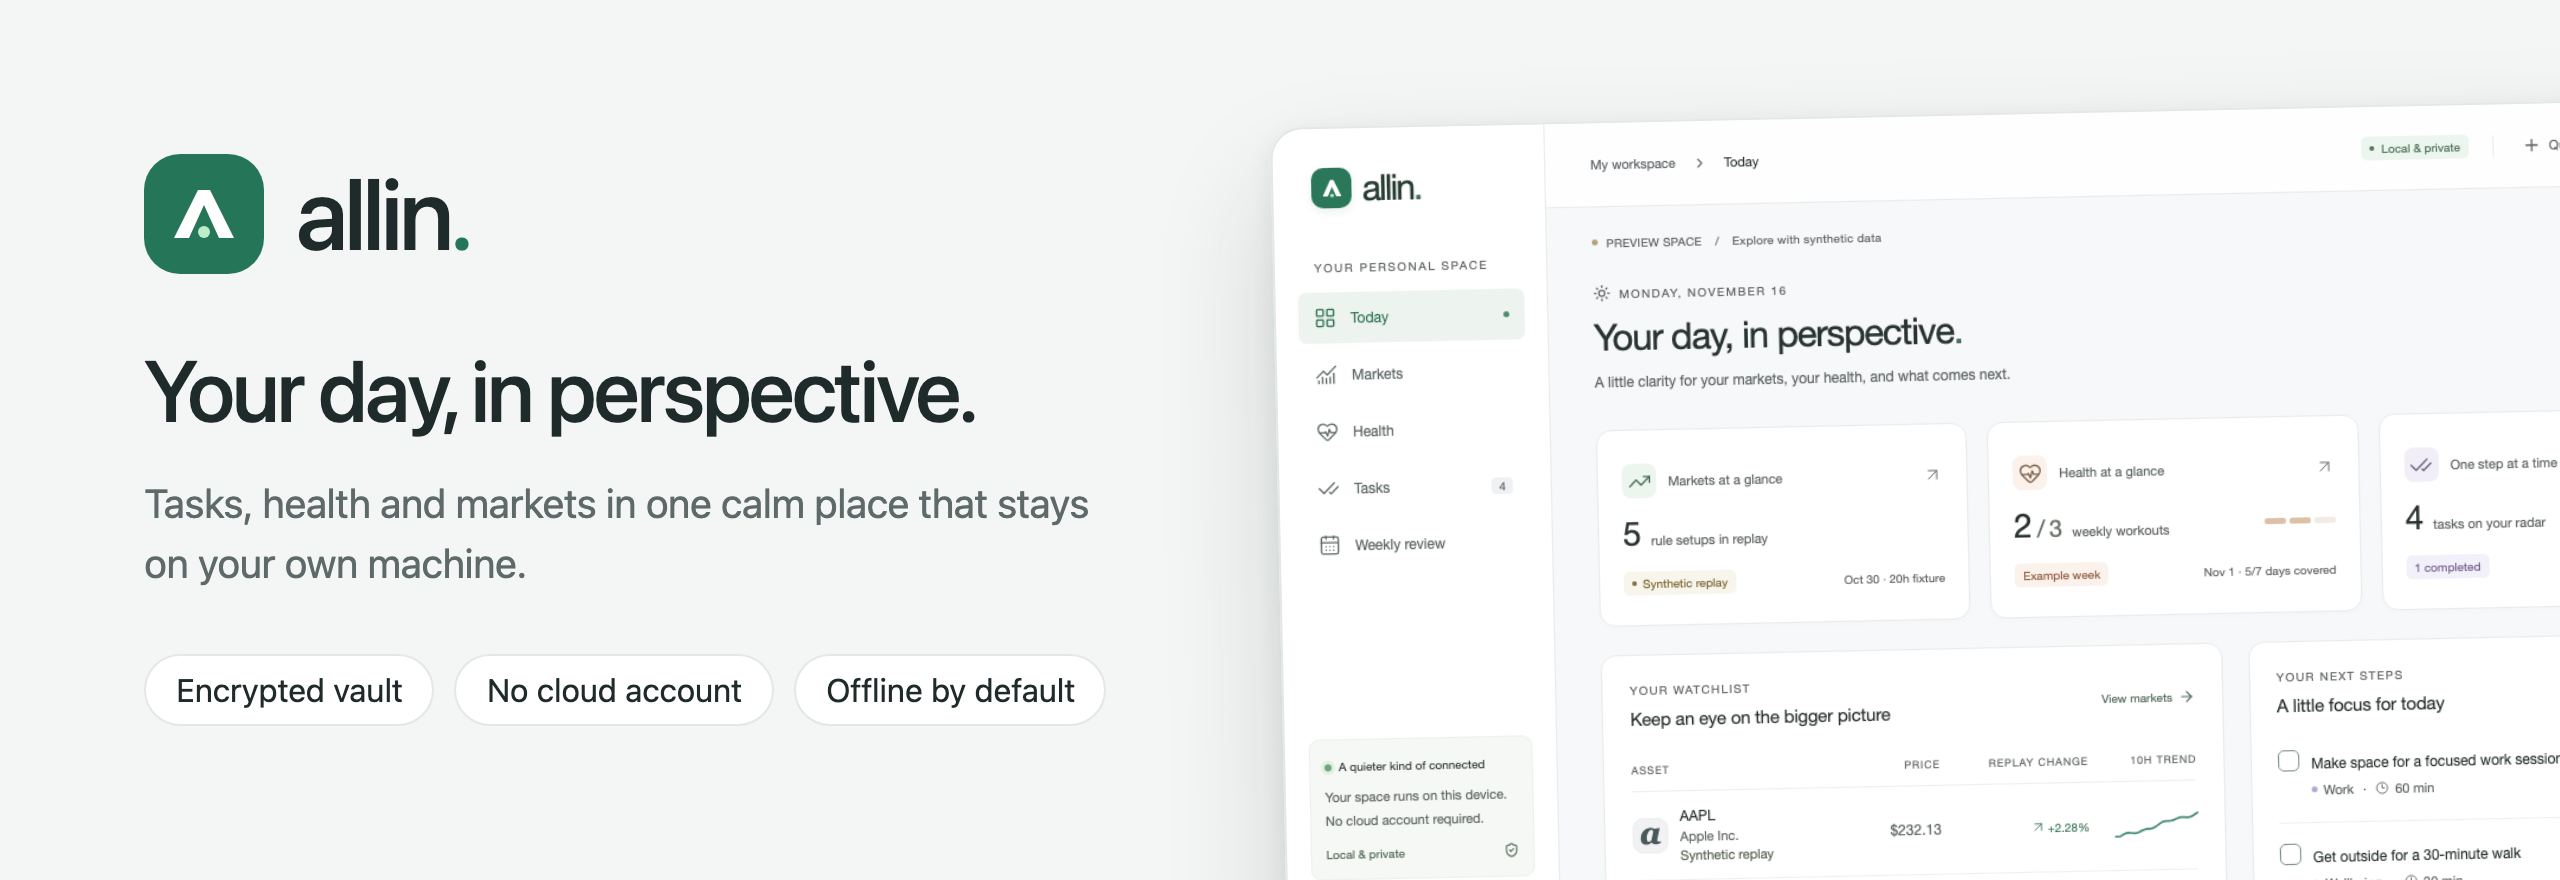 allin.
Your day, in perspective.
Tasks, health and markets in one calm place that stays
on your own machine.
Encrypted vault
No cloud account
Offline by default
allin.
YOUR PERSONAL SPACE
Today
Markets
Health
Tasks 4
Weekly review
A quieter kind of connected
Your space runs on this device.
No cloud account required.
Local & private
My workspace > Today
Local & private
PREVIEW SPACE / Explore with synthetic data
MONDAY, NOVEMBER 16
Your day, in perspective.
A little clarity for your markets, your health, and what comes next.
Markets at a glance
5 rule setups in replay
Synthetic replay
Oct 30 · 20h fixture
Health at a glance
2 / 3 weekly workouts
Example week
Nov 1 · 5/7 days covered
One step at a time
4 tasks on your radar
1 completed
YOUR WATCHLIST
Keep an eye on the bigger picture
View markets
ASSET PRICE REPLAY CHANGE 10H TREND
a
AAPL
Apple Inc.
Synthetic replay
$232.13
+2.28%
YOUR NEXT STEPS
A little focus for today
Make space for a focused work session
Work · 60 min
Get outside for a 30-minute walk